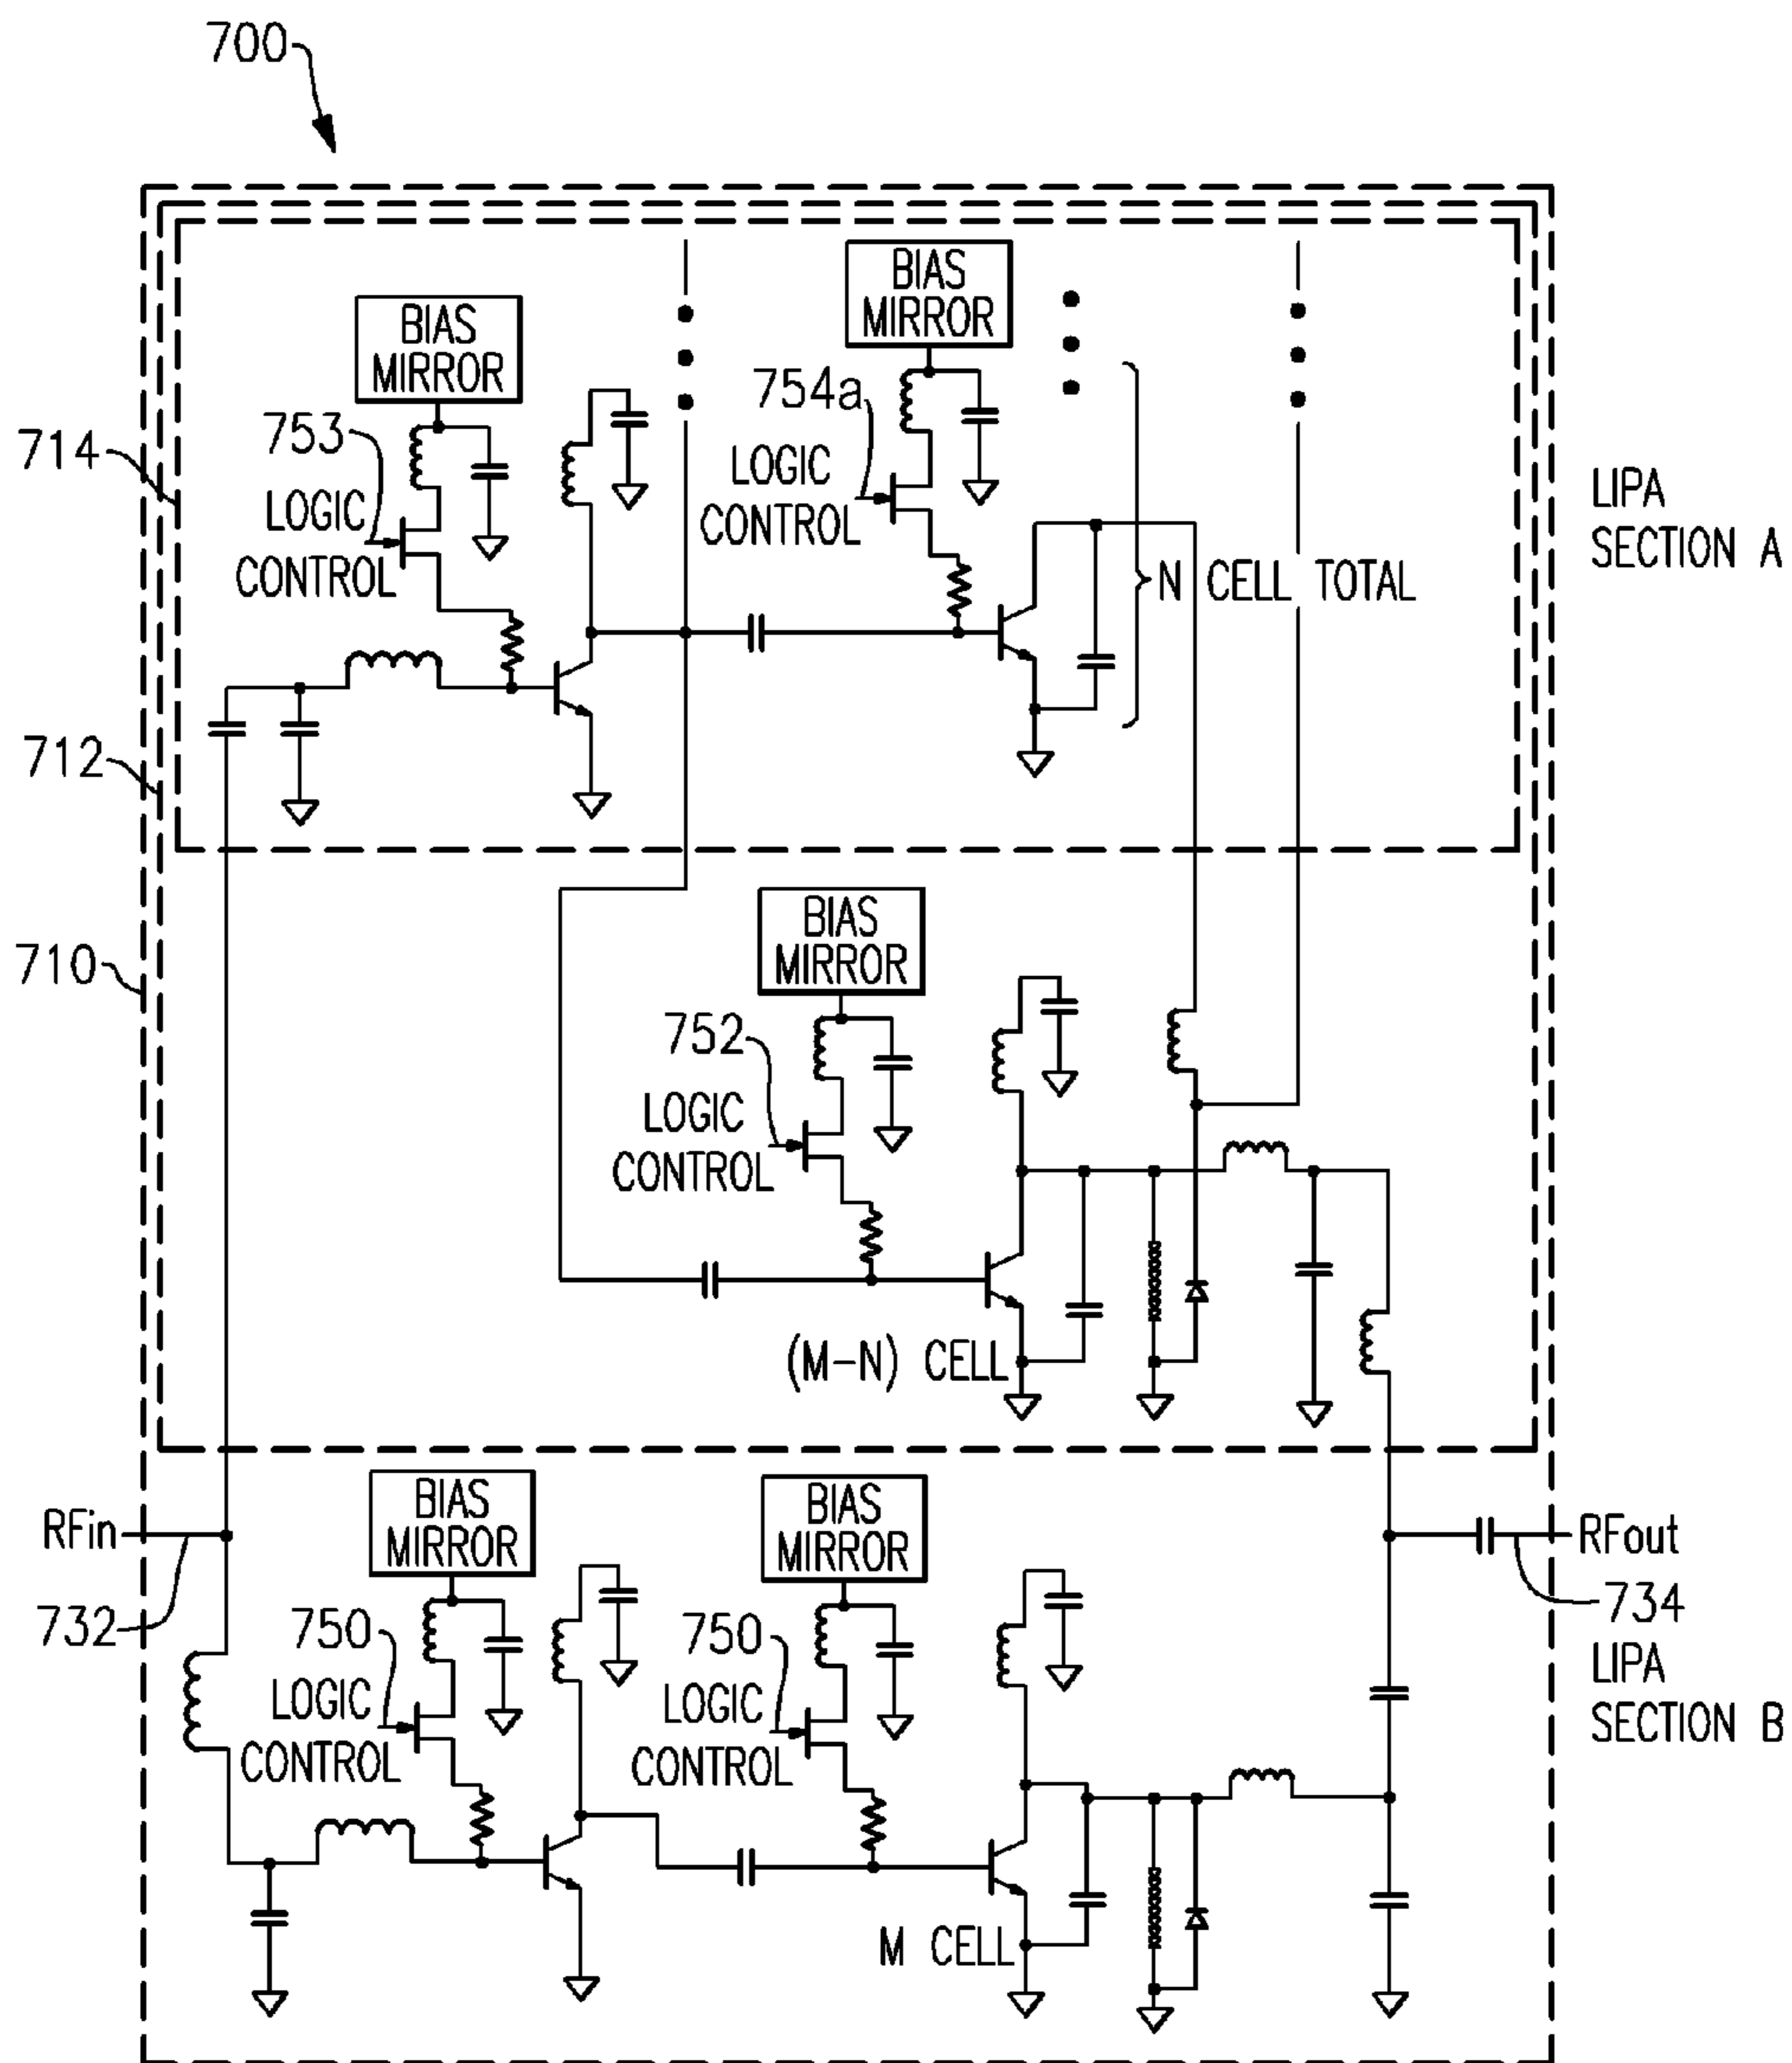 700
BIAS
MIRROR
BIAS
MIRROR
753
754a
714
LOGIC
CONTROL
LOGIC
CONTROL
LIPA
SECTION A
N CELL TOTAL
712
BIAS
MIRROR
710
752
LOGIC
CONTROL
(M-N) CELL
BIAS
MIRROR
BIAS
MIRROR
RFin
RFout
732
750
750
734
LOGIC
CONTROL
LOGIC
CONTROL
LIPA
SECTION B
M CELL